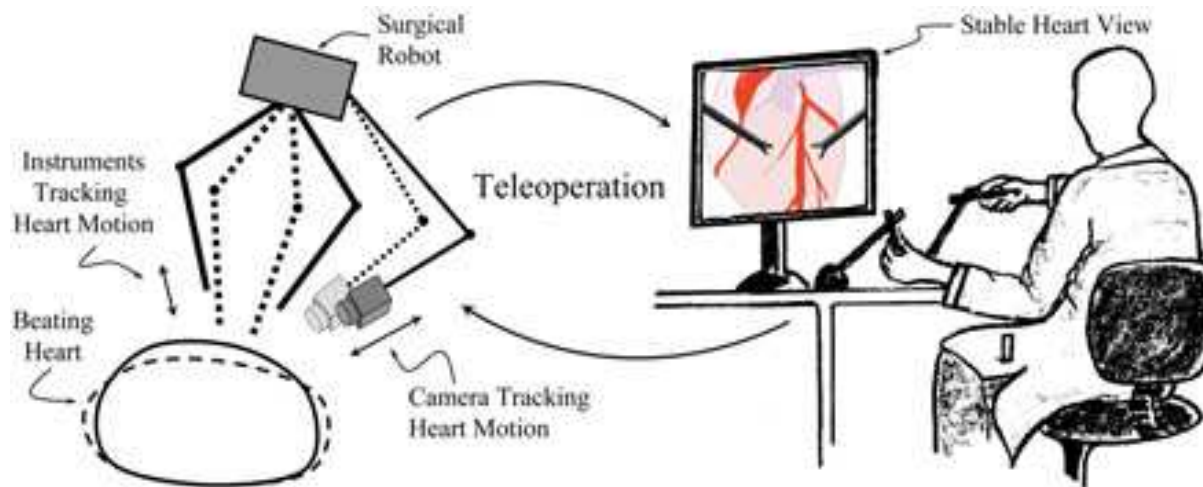 Surgical
Robot
Stable Heart View
Instruments
Tracking
Heart Motion
Teleoperation
Beating
Heart
Camera Tracking
Heart Motion